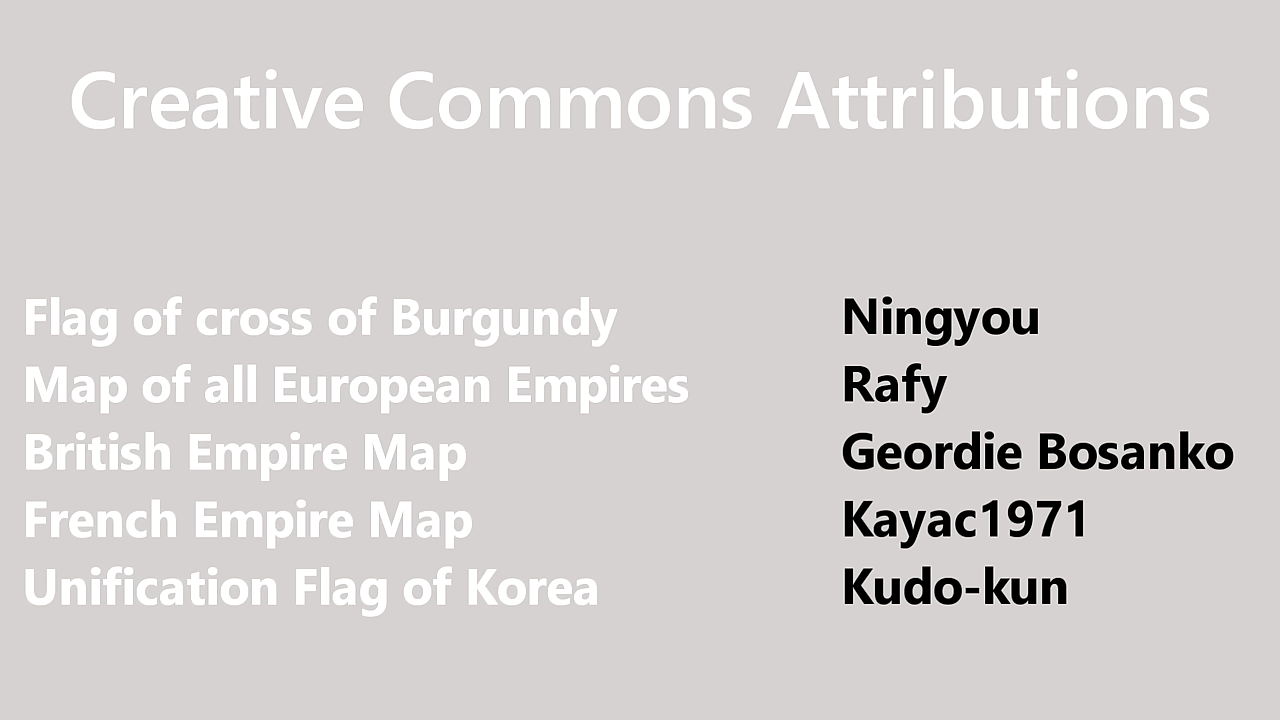 Creative Commons Attributions
Flag of cross of Burgundy Ningyou
Map of all European Empires Rafy
British Empire Map Geordie Bosanko
French Empire Map Kayac1971
Unification Flag of Korea Kudo-kun